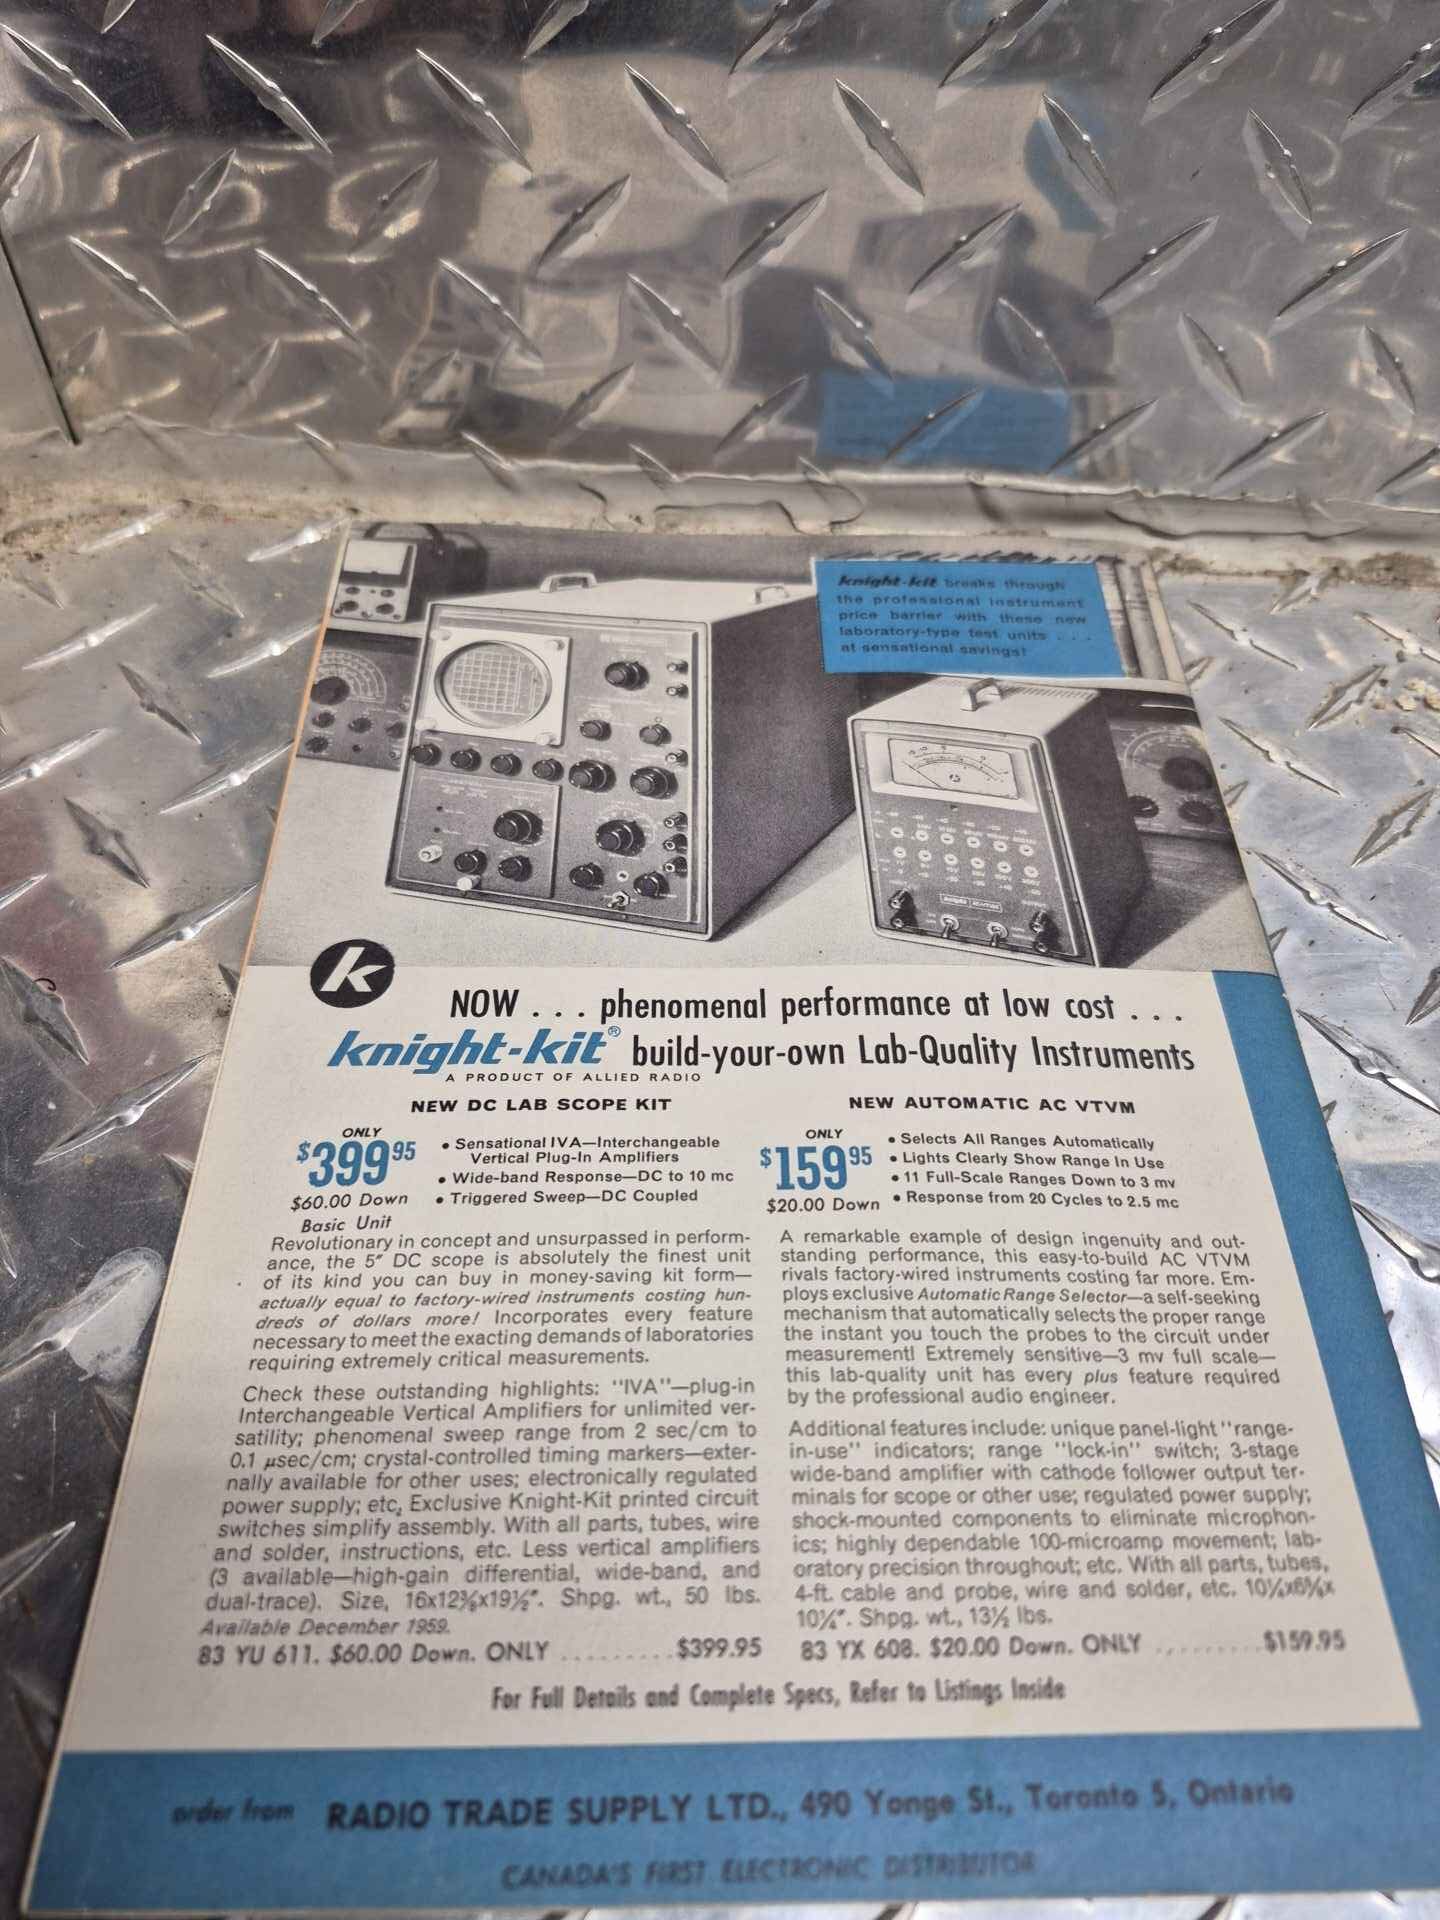 knight-kit breaks through
the professional instrument
price barrier with these new
laboratory-type test units . . .
at sensational savings!
k
NOW . . . phenomenal performance at low cost . . .
knight-kit® build-your-own Lab-Quality Instruments
A PRODUCT OF ALLIED RADIO
NEW DC LAB SCOPE KIT
ONLY
$399 95
$60.00 Down
Basic Unit
• Sensational IVA—Interchangeable
Vertical Plug-In Amplifiers
• Wide-band Response—DC to 10 mc
• Triggered Sweep—DC Coupled
Revolutionary in concept and unsurpassed in perform-
ance, the 5" DC scope is absolutely the finest unit
of its kind you can buy in money-saving kit form—
actually equal to factory-wired instruments costing hun-
dreds of dollars more! Incorporates every feature
necessary to meet the exacting demands of laboratories
requiring extremely critical measurements.
Check these outstanding highlights: "IVA"—plug-in
Interchangeable Vertical Amplifiers for unlimited ver-
satility; phenomenal sweep range from 2 sec/cm to
0.1 µsec/cm; crystal-controlled timing markers—exter-
nally available for other uses; electronically regulated
power supply; etc. Exclusive Knight-Kit printed circuit
switches simplify assembly. With all parts, tubes, wire
and solder, instructions, etc. Less vertical amplifiers
(3 available—high-gain differential, wide-band, and
dual-trace). Size, 16x12⅜x19½". Shpg. wt., 50 lbs.
Available December 1959.
83 YU 611. $60.00 Down. ONLY .........$399.95
NEW AUTOMATIC AC VTVM
ONLY
$159 95
$20.00 Down
• Selects All Ranges Automatically
• Lights Clearly Show Range In Use
• 11 Full-Scale Ranges Down to 3 mv
• Response from 20 Cycles to 2.5 mc
A remarkable example of design ingenuity and out-
standing performance, this easy-to-build AC VTVM
rivals factory-wired instruments costing far more. Em-
ploys exclusive Automatic Range Selector—a self-seeking
mechanism that automatically selects the proper range
the instant you touch the probes to the circuit under
measurement! Extremely sensitive—3 mv full scale—
this lab-quality unit has every plus feature required
by the professional audio engineer.
Additional features include: unique panel-light "range-
in-use" indicators; range "lock-in" switch; 3-stage
wide-band amplifier with cathode follower output ter-
minals for scope or other use; regulated power supply;
shock-mounted components to eliminate microphon-
ics; highly dependable 100-microamp movement; lab-
oratory precision throughout; etc. With all parts, tubes,
4-ft. cable and probe, wire and solder, etc.
10¼". Shpg. wt., 13½ lbs.
83 YX 608. $20.00 Down. ONLY .........$159.95
For Full Details and Complete Specs, Refer to Listings Inside
order from RADIO TRADE SUPPLY LTD., 490 Yonge St., Toronto 5, Ontario
CANADA'S FIRST ELECTRONIC DISTRIBUTOR